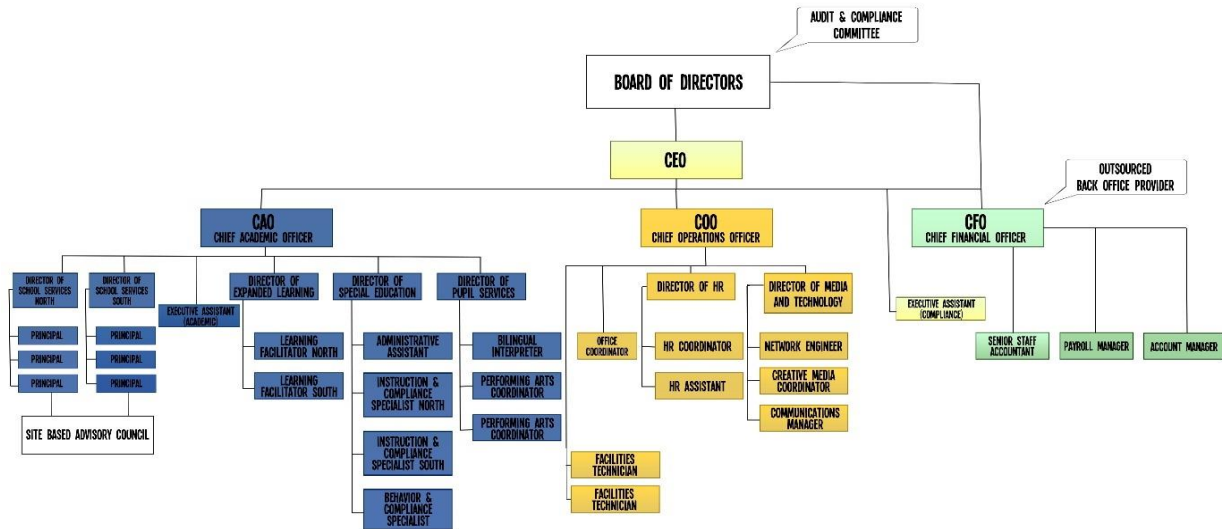 AUDIT & COMPLIANCE
COMMITTEE
BOARD OF DIRECTORS
CEO
OUTSOURCED
BACK OFFICE PROVIDER
CAO
CHIEF ACADEMIC OFFICER
COO
CHIEF OPERATIONS OFFICER
CFO
CHIEF FINANCIAL OFFICER
DIRECTOR OF
SCHOOL SERVICES
NORTH
PRINCIPAL
PRINCIPAL
PRINCIPAL
DIRECTOR OF
SCHOOL SERVICES
SOUTH
PRINCIPAL
PRINCIPAL
PRINCIPAL
SITE BASED ADVISORY COUNCIL
EXECUTIVE ASSISTANT
(ACADEMIC)
DIRECTOR OF
EXPANDED LEARNING
LEARNING
FACILITATOR NORTH
LEARNING
FACILITATOR SOUTH
DIRECTOR OF
SPECIAL EDUCATION
ADMINISTRATIVE
ASSISTANT
INSTRUCTION &
COMPLIANCE
SPECIALIST NORTH
INSTRUCTION &
COMPLIANCE
SPECIALIST SOUTH
BEHAVIOR &
COMPLIANCE
SPECIALIST
DIRECTOR OF
PUPIL SERVICES
BILINGUAL
INTERPRETER
PERFORMING ARTS
COORDINATOR
PERFORMING ARTS
COORDINATOR
OFFICE
COORDINATOR
FACILITIES
TECHNICIAN
FACILITIES
TECHNICIAN
DIRECTOR OF HR
HR COORDINATOR
HR ASSISTANT
DIRECTOR OF MEDIA
AND TECHNOLOGY
NETWORK ENGINEER
CREATIVE MEDIA
COORDINATOR
COMMUNICATIONS
MANAGER
EXECUTIVE ASSISTANT
(COMPLIANCE)
SENIOR STAFF
ACCOUNTANT
PAYROLL MANAGER
ACCOUNT MANAGER